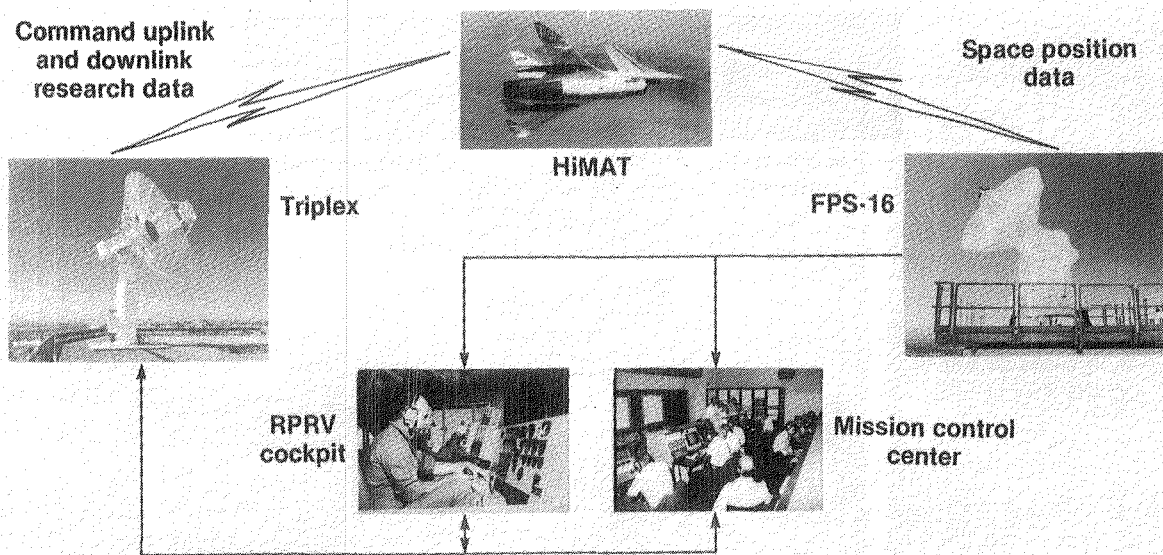 Command uplink
and downlink
research data
Space position
data
HiMAT
Triplex
FPS-16
RPRV
cockpit
Mission control
center